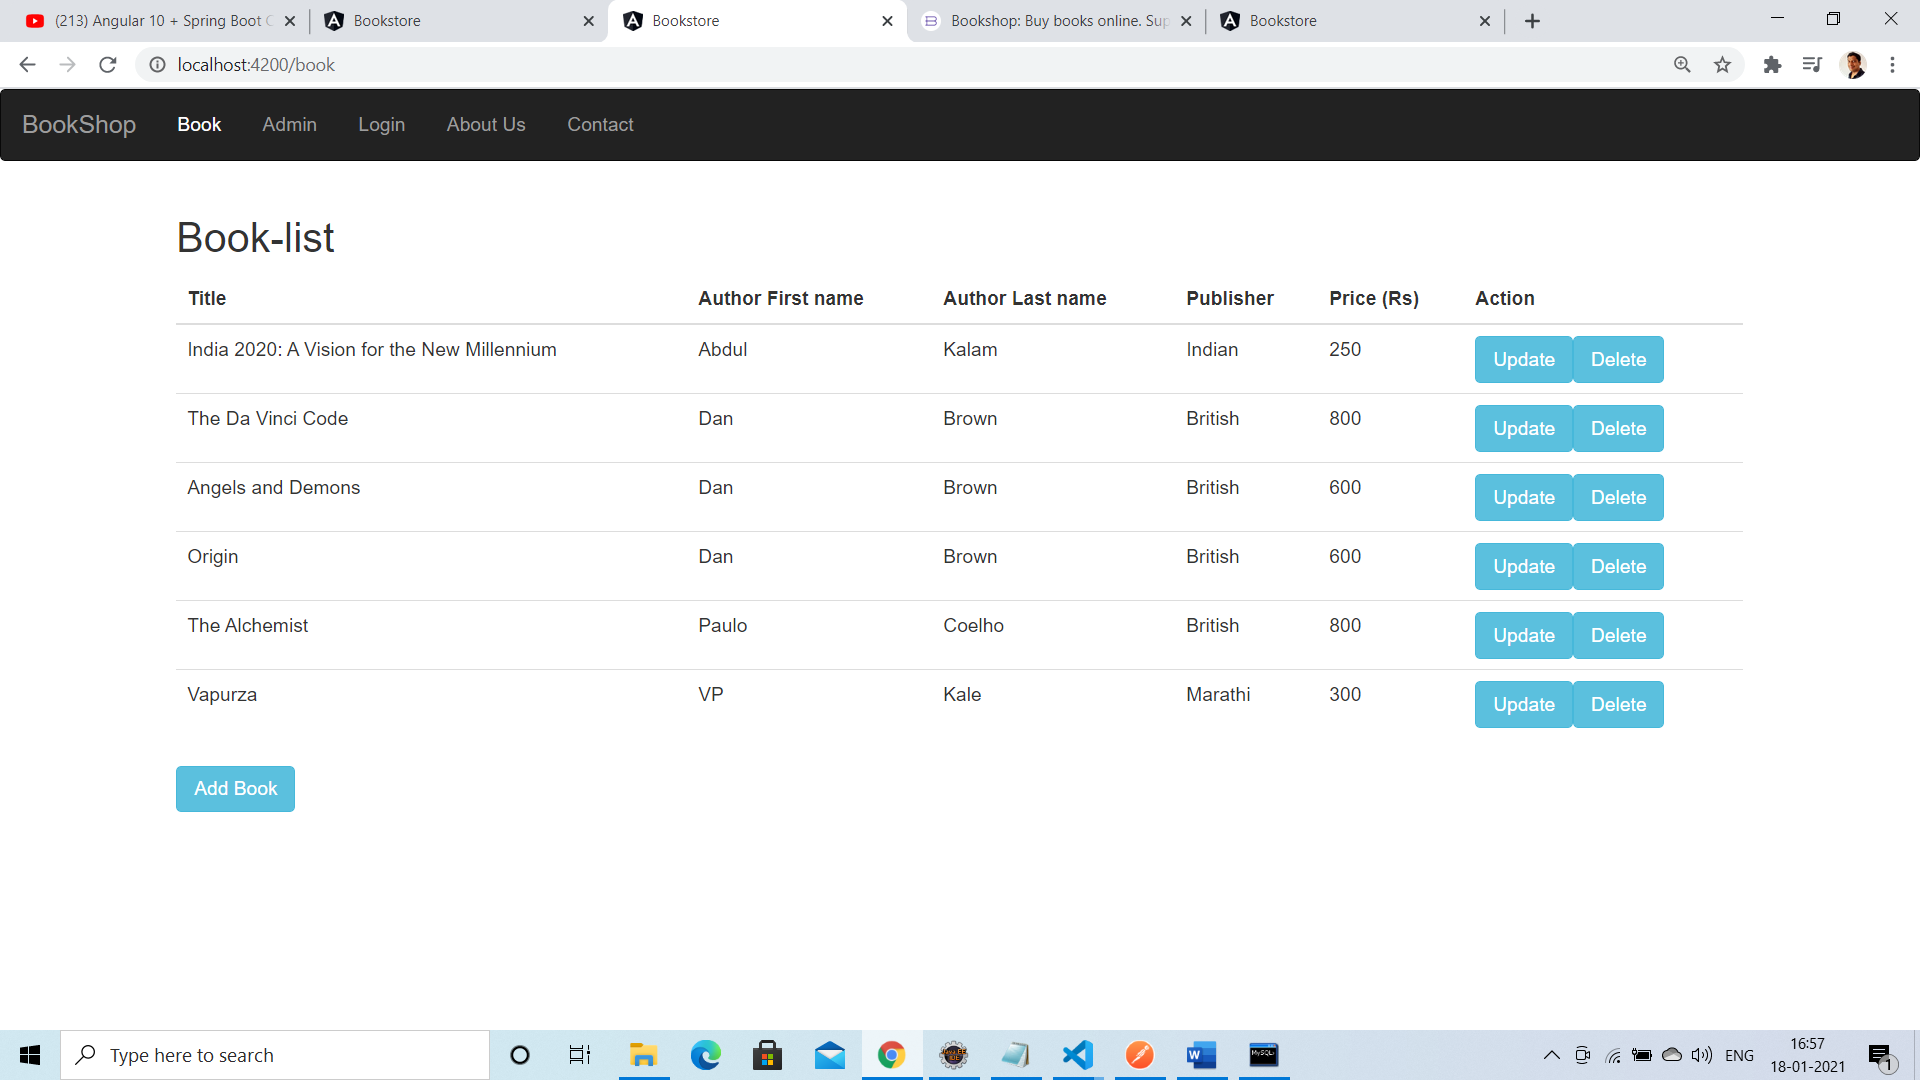 (213) Angular 10 + Spring Boot
Bookstore
Bookstore
Bookshop: Buy books online. Sup
Bookstore
localhost:4200/book
BookShop Book Admin Login About Us Contact
Book-list
Title Author First name Author Last name Publisher Price (Rs) Action
India 2020: A Vision for the New Millennium Abdul Kalam Indian 250 Update Delete
The Da Vinci Code Dan Brown British 800 Update Delete
Angels and Demons Dan Brown British 600 Update Delete
Origin Dan Brown British 600 Update Delete
The Alchemist Paulo Coelho British 800 Update Delete
Vapurza VP Kale Marathi 300 Update Delete
Add Book
Type here to search
ENG
16:57
18-01-2021
1